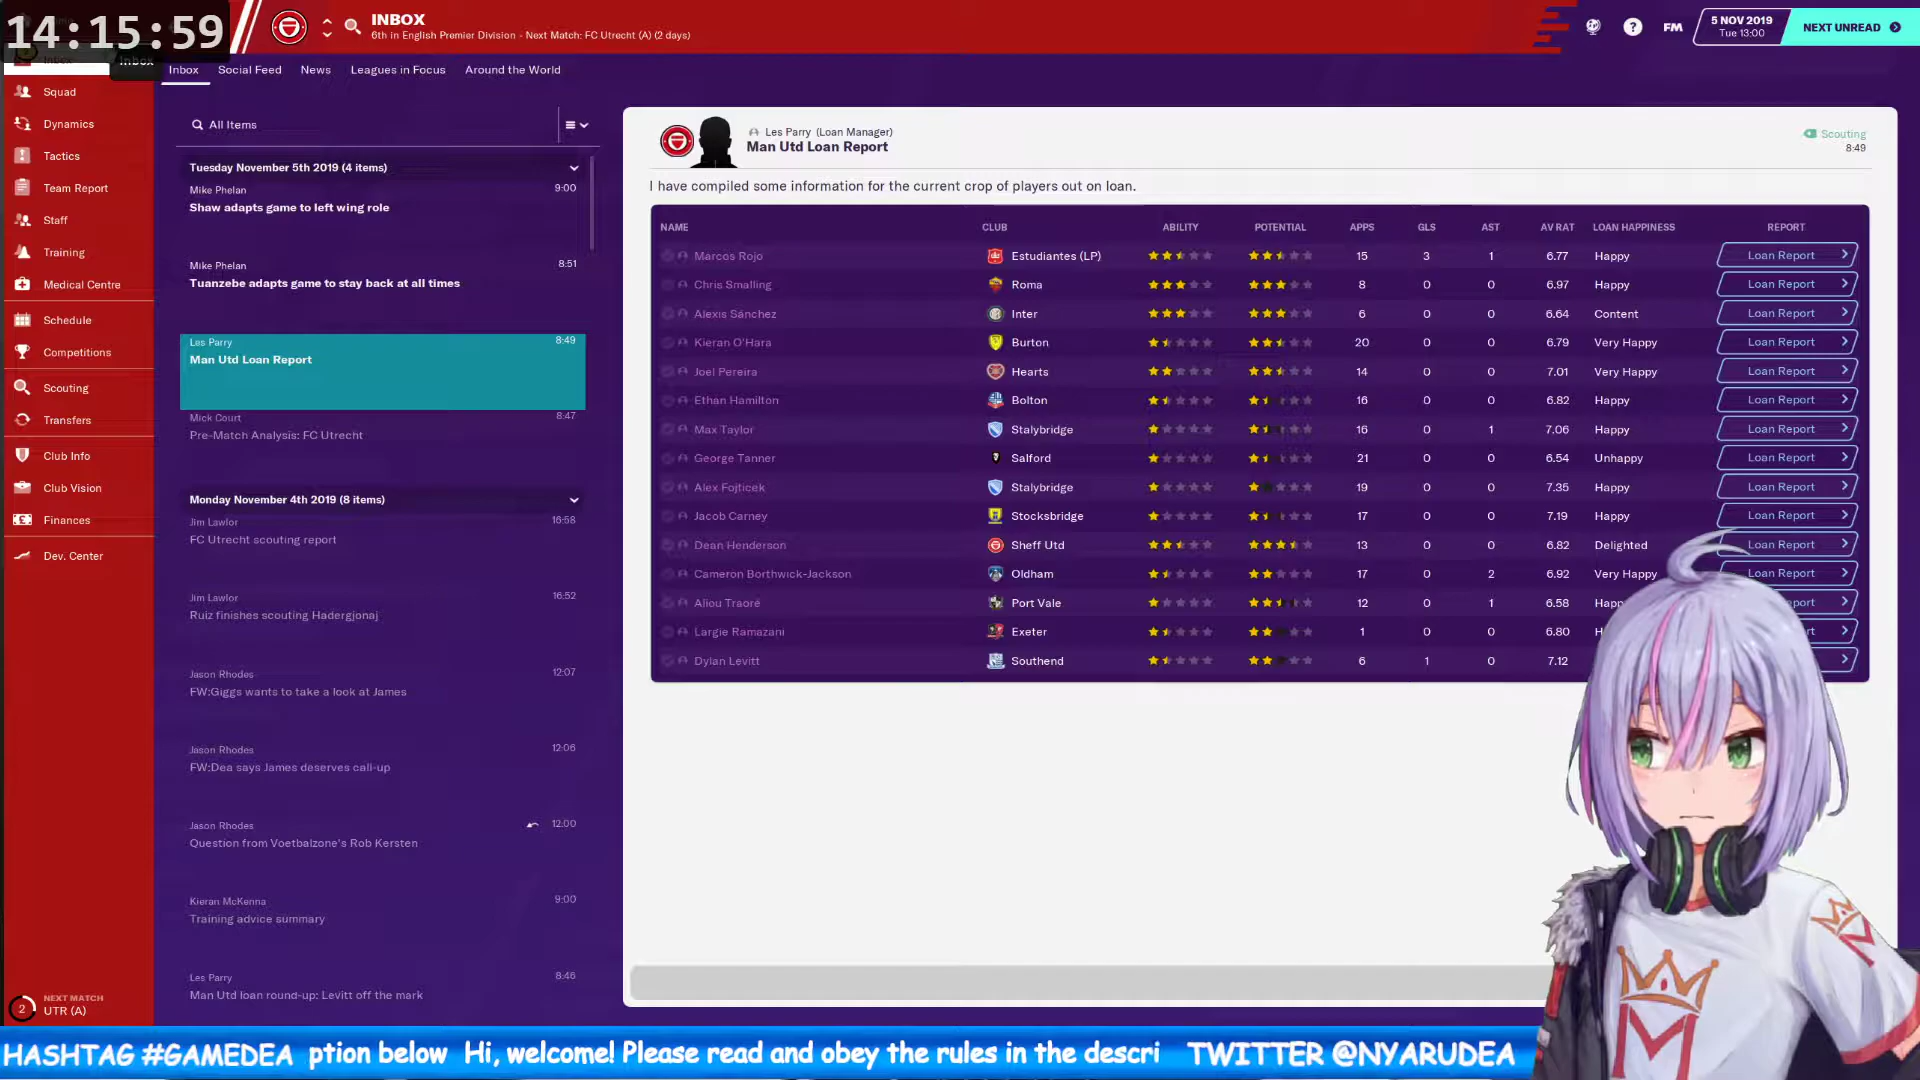 14:15:59
INBOX
6th in English Premier Division - Next Match: FC Utrecht (A) (2 days)
FM
5 NOV 2019
Tue 13:00
NEXT UNREAD
Inbox
Inbox
Inbox
Social Feed
News
Leagues in Focus
Around the World
Squad
Dynamics
Tactics
Team Report
Staff
Training
Medical Centre
Schedule
Competitions
Scouting
Transfers
Club Info
Club Vision
Finances
Dev. Center
2
NEXT MATCH
UTR (A)
All Items
Tuesday November 5th 2019 (4 items)
Mike Phelan 9:00
Shaw adapts game to left wing role
Mike Phelan 8:51
Tuanzebe adapts game to stay back at all times
Les Parry 8:49
Man Utd Loan Report
Mick Court 8:47
Pre-Match Analysis: FC Utrecht
Monday November 4th 2019 (8 items)
Jim Lawlor 16:58
FC Utrecht scouting report
Jim Lawlor 16:52
Ruiz finishes scouting Hadergjonaj
Jason Rhodes 12:07
FW:Giggs wants to take a look at James
Jason Rhodes 12:06
FW:Dea says James deserves call-up
Jason Rhodes 12:00
Question from Voetbalzone's Rob Kersten
Kieran McKenna 9:00
Training advice summary
Les Parry 8:46
Man Utd loan round-up: Levitt off the mark
Les Parry (Loan Manager)
Man Utd Loan Report
Scouting
8:49
I have compiled some information for the current crop of players out on loan.
NAME CLUB ABILITY POTENTIAL APPS GLS AST AV RAT LOAN HAPPINESS REPORT
Marcos Rojo Estudiantes (LP) 15 3 1 6.77 Happy Loan Report
Chris Smalling Roma 8 0 0 6.97 Happy Loan Report
Alexis Sánchez Inter 6 0 0 6.64 Content Loan Report
Kieran O'Hara Burton 20 0 0 6.79 Very Happy Loan Report
Joel Pereira Hearts 14 0 0 7.01 Very Happy Loan Report
Ethan Hamilton Bolton 16 0 0 6.82 Happy Loan Report
Max Taylor Stalybridge 16 0 1 7.06 Happy Loan Report
George Tanner Salford 21 0 0 6.54 Unhappy Loan Report
Alex Fojtíček Stalybridge 19 0 0 7.35 Happy Loan Report
Jacob Carney Stocksbridge 17 0 0 7.19 Happy Loan Report
Dean Henderson Sheff Utd 13 0 0 6.82 Delighted Loan Report
Cameron Borthwick-Jackson Oldham 17 0 2 6.92 Very Happy Loan Report
Aliou Traoré Port Vale 12 0 1 6.58 Happ port
Largie Ramazani Exeter 1 0 0 6.80 H rt
Dylan Levitt Southend 6 1 0 7.12
M
HASHTAG #GAMEDEA ption below Hi, welcome! Please read and obey the rules in the descri TWITTER @NYARUDEA